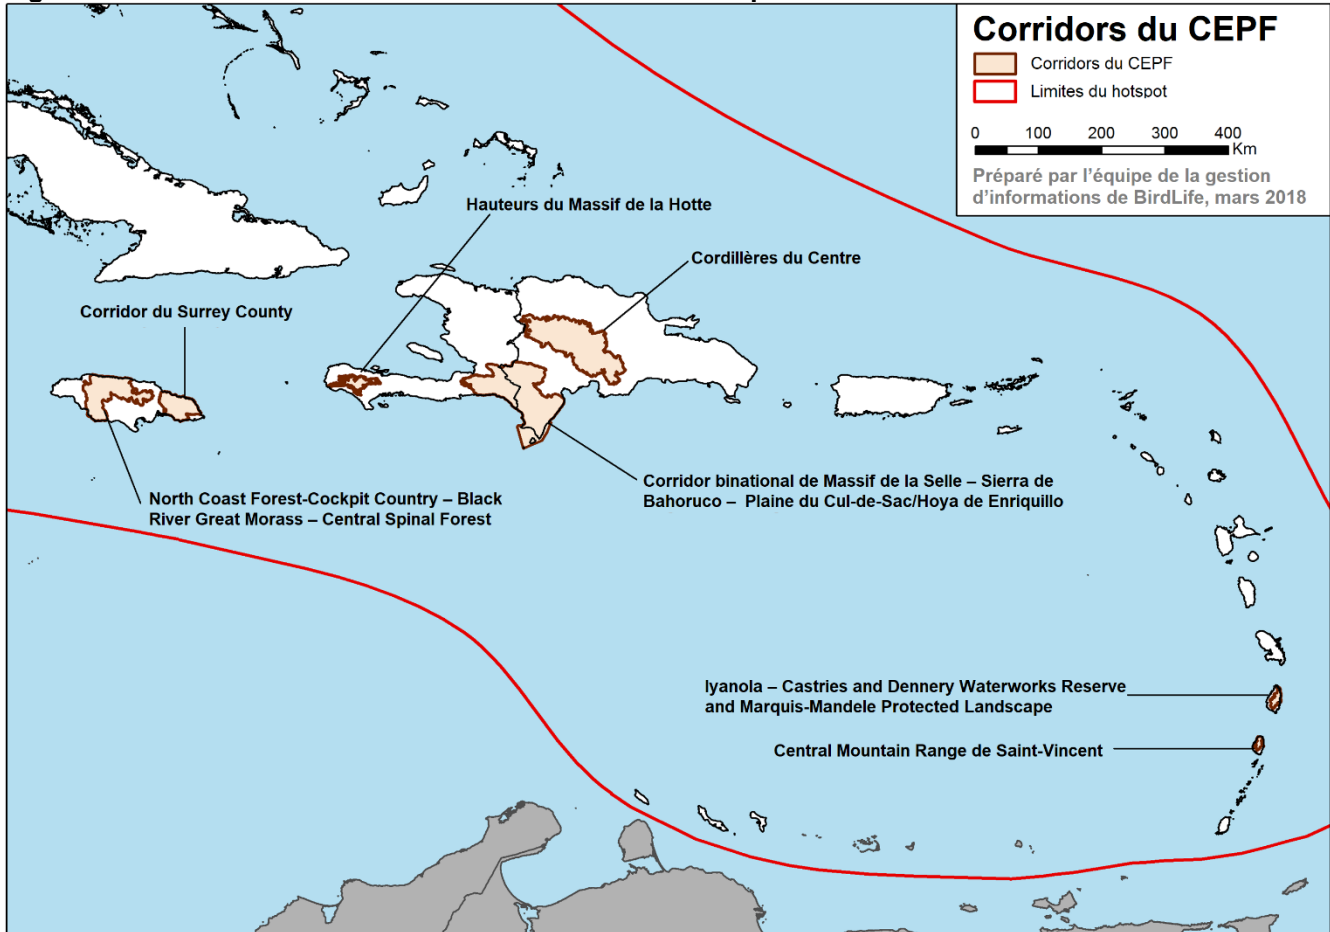 Corridors du CEPF
Corridors du CEPF
Limites du hotspot
0 100 200 300 400
Km
Préparé par l'équipe de la gestion
d'informations de BirdLife, mars 2018
Hauteurs du Massif de la Hotte
Cordillères du Centre
Corridor du Surrey County
North Coast Forest-Cockpit Country – Black
River Great Morass – Central Spinal Forest
Corridor binational de Massif de la Selle – Sierra de
Bahoruco – Plaine du Cul-de-Sac/Hoya de Enriquillo
Iyanola – Castries and Dennery Waterworks Reserve
and Marquis-Mandele Protected Landscape
Central Mountain Range de Saint-Vincent